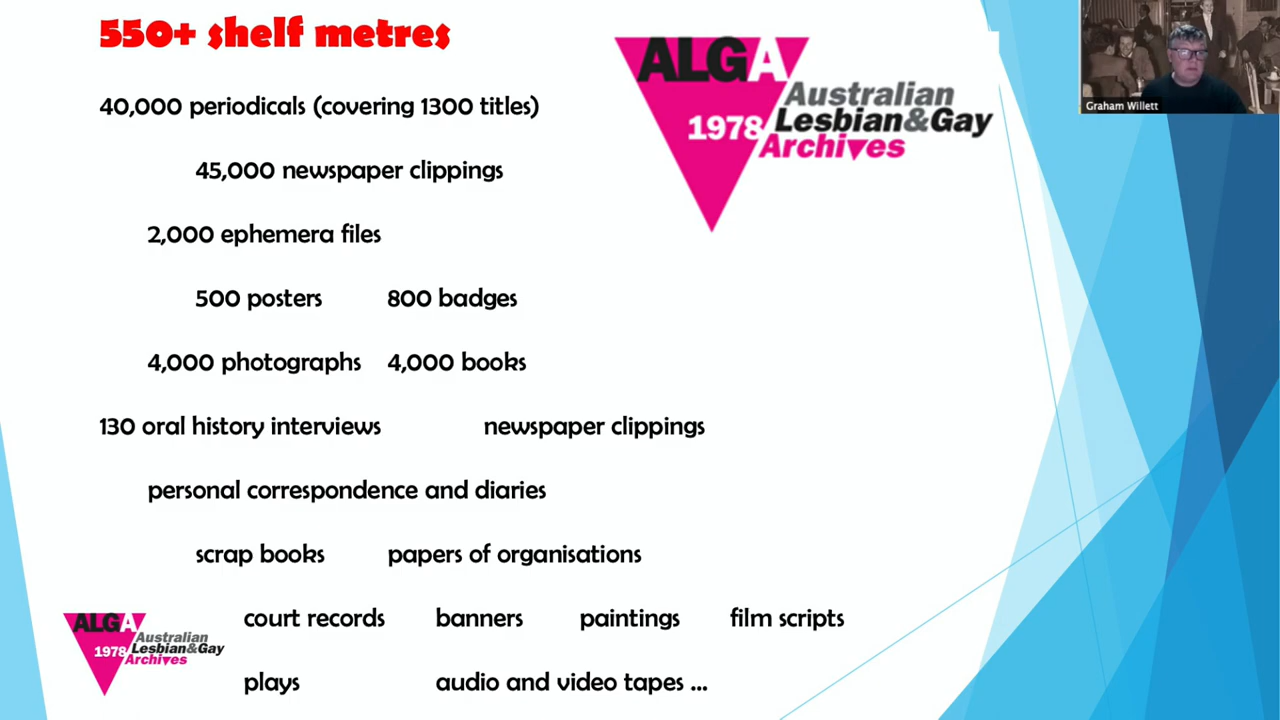 550+ shelf metres
40,000 periodicals (covering 1300 titles)
45,000 newspaper clippings
2,000 ephemera files
500 posters 800 badges
4,000 photographs 4,000 books
130 oral history interviews newspaper clippings
personal correspondence and diaries
scrap books papers of organisations
court records banners paintings film scripts
plays audio and video tapes ...
ALGA
Australian
1978 Lesbian&Gay
Archives
Graham Willett
ALGA
Australian
1978 Lesbian&Gay
Archives